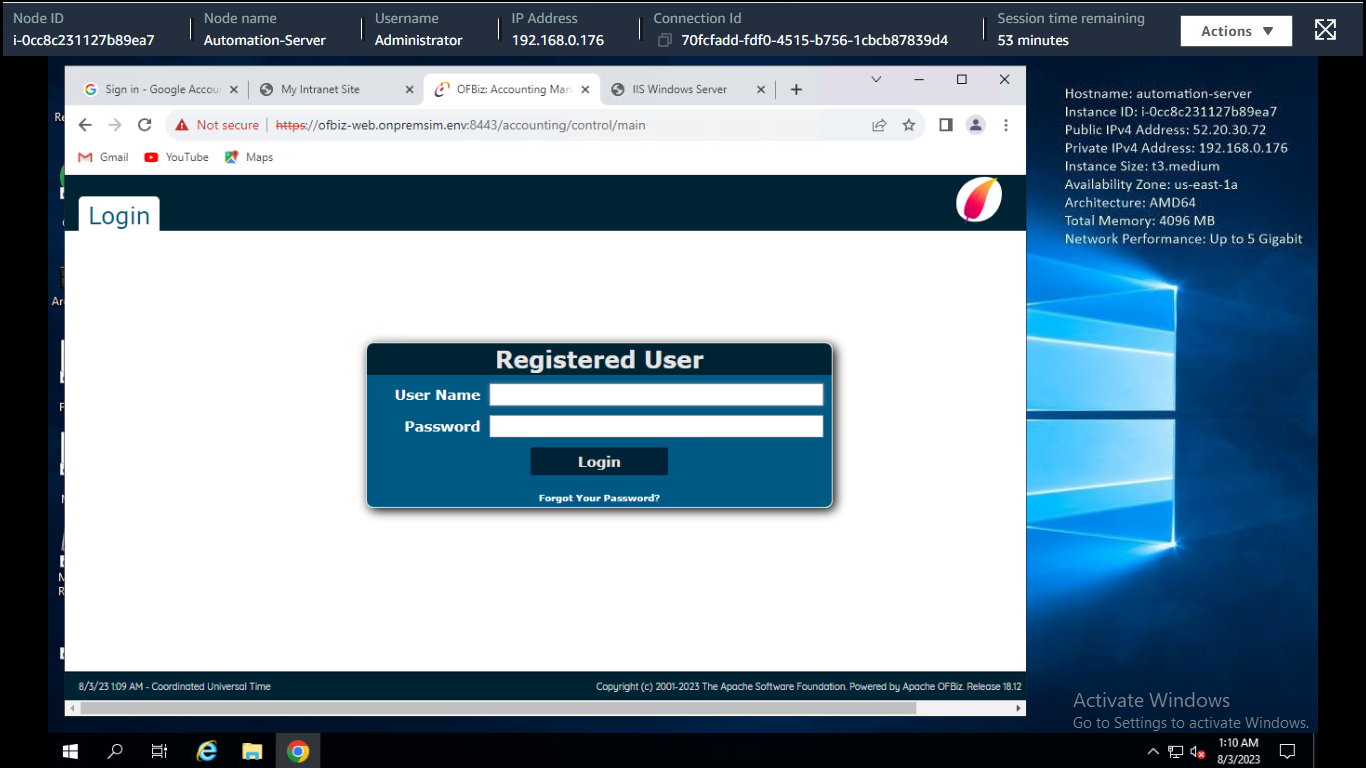 Node ID
i-0cc8c231127b89ea7
Node name
Automation-Server
Username
Administrator
IP Address
192.168.0.176
Connection Id
70fcfadd-fdf0-4515-b756-1cbcb87839d4
Session time remaining
53 minutes
Actions
Sign in - Google Accou
My Intranet Site
OFBiz: Accounting Man
IIS Windows Server
Not secure
https://ofbiz-web.onpremsim.env:8443/accounting/control/main
Gmail
YouTube
Maps
Login
Registered User
User Name
Password
Login
Forgot Your Password?
8/3/23 1:09 AM - Coordinated Universal Time
Copyright (c) 2001-2023 The Apache Software Foundation. Powered by Apache OFBiz. Release 18.12
Hostname: automation-server
Instance ID: i-0cc8c231127b89ea7
Public IPv4 Address: 52.20.30.72
Private IPv4 Address: 192.168.0.176
Instance Size: t3.medium
Availability Zone: us-east-1a
Architecture: AMD64
Total Memory: 4096 MB
Network Performance: Up to 5 Gigabit
Activate Windows
Go to Settings to activate Windows.
1:10 AM
8/3/2023